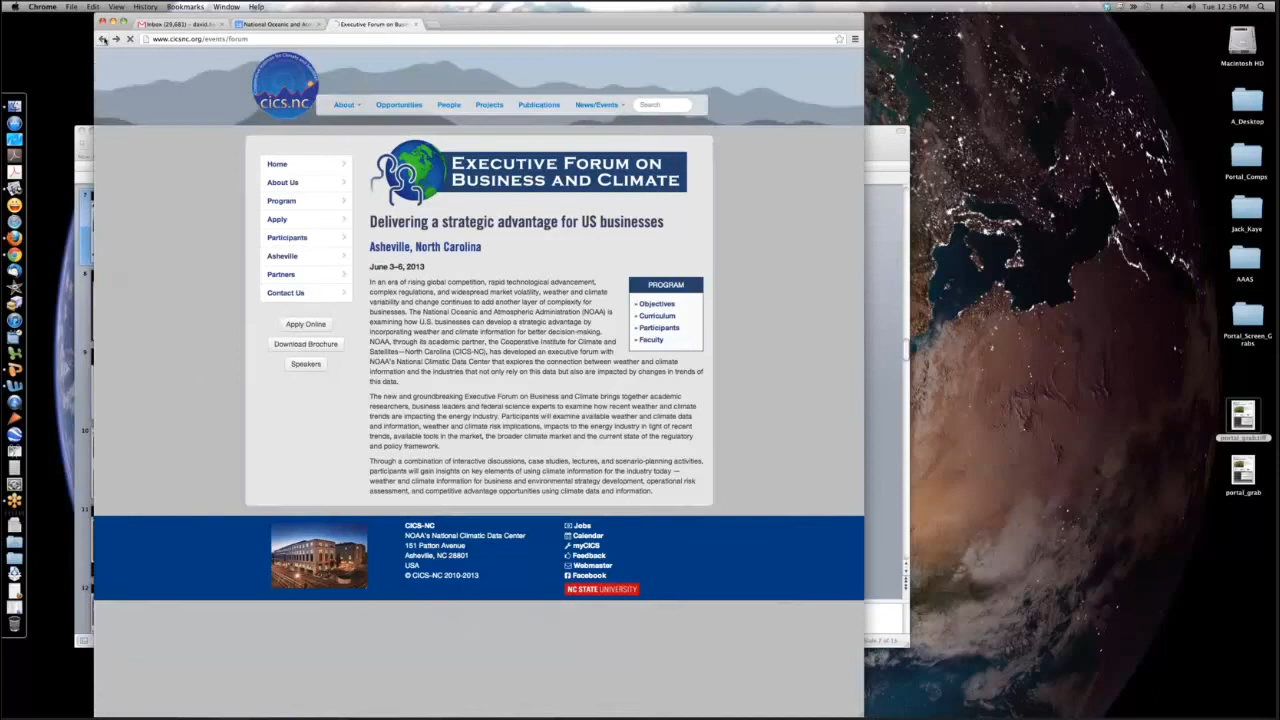 Chrome File Edit View History Bookmarks Window Help
Tue 12:36 PM
Inbox (29,681) - david.
National Oceanic and Atm
Executive Forum on Busi
www.cicsnc.org/events/forum
cics.nc
About
Opportunities
People
Projects
Publications
News/Events
Search
Home
About Us
Program
Apply
Participants
Asheville
Partners
Contact Us
Apply Online
Download Brochure
Speakers
EXECUTIVE FORUM ON
BUSINESS AND CLIMATE
Delivering a strategic advantage for US businesses
Asheville, North Carolina
June 3–6, 2013
In an era of rising global competition, rapid technological advancement,
complex regulations, and widespread market volatility, weather and climate
variability and change continues to add another layer of complexity for
businesses. The National Oceanic and Atmospheric Administration (NOAA) is
examining how U.S. businesses can develop a strategic advantage by
incorporating weather and climate information for better decision-making.
NOAA, through its academic partner, the Cooperative Institute for Climate and
Satellites—North Carolina (CICS-NC), has developed an executive forum with
NOAA's National Climatic Data Center that explores the connection between weather and climate
information and the industries that not only rely on this data but also are impacted by changes in trends of
this data.
PROGRAM
Objectives
Curriculum
Participants
Faculty
The new and groundbreaking Executive Forum on Business and Climate brings together academic
researchers, business leaders and federal science experts to examine how recent weather and climate
trends are impacting the energy industry. Participants will examine available weather and climate data
and information, weather and climate risk implications, impacts to the energy industry in light of recent
trends, available tools in the market, the broader climate market and the current state of the regulatory
and policy framework.
Through a combination of interactive discussions, case studies, lectures, and scenario-planning activities,
participants will gain insights on key elements of using climate information for the industry today —
weather and climate information for business and environmental strategy development, operational risk
assessment, and competitive advantage opportunities using climate data and information.
CICS-NC
NOAA's National Climatic Data Center
151 Patton Avenue
Asheville, NC 28801
USA
© CICS-NC 2010-2013
Jobs
Calendar
myCICS
Feedback
Webmaster
Facebook
NC STATE UNIVERSITY
7
8
9
10
11
12
Macintosh HD
A_Desktop
Portal_Comps
Jack_Kaye
AAAS
Portal_Screen_G
rabs
portal_grab.tiff
portal_grab